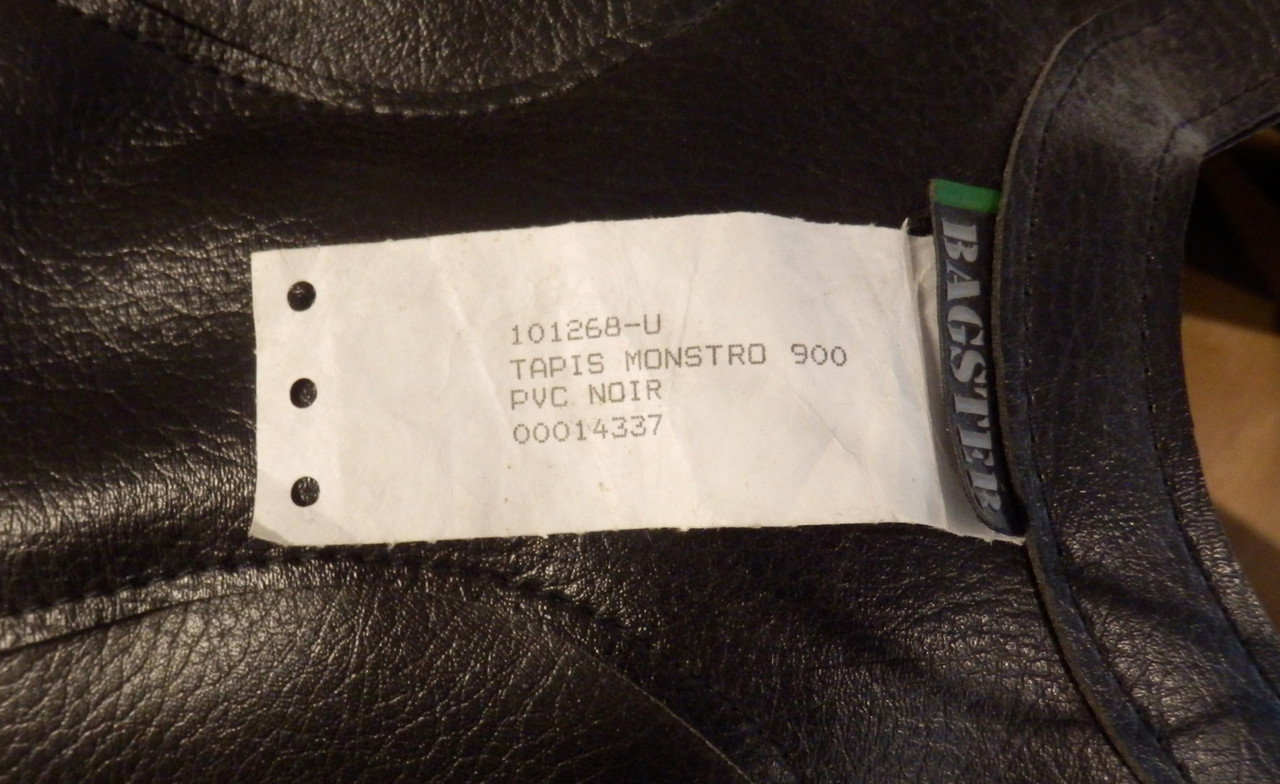 101268-U
TAPIS MONSTRO 900
PVC NOIR
00014337
BAGSTER